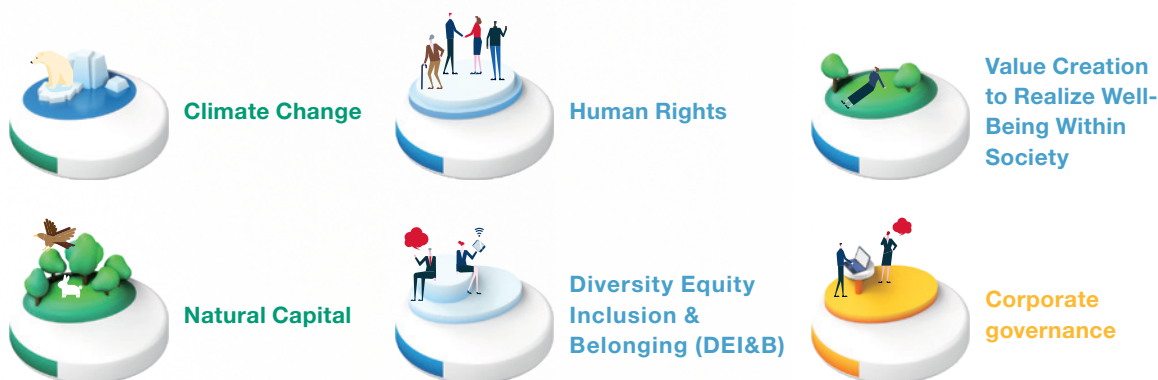 Climate Change
Human Rights
Value Creation
to Realize Well-
Being Within
Society
Natural Capital
Diversity Equity
Inclusion &
Belonging (DEI&B)
Corporate
governance